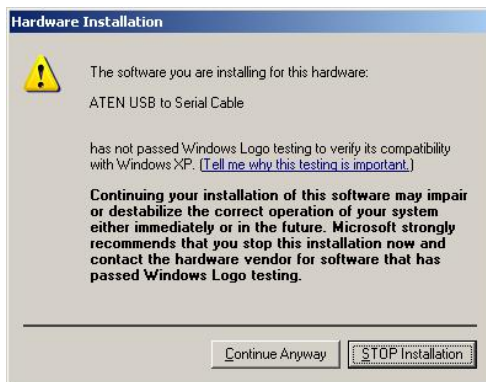 Hardware Installation
The software you are installing for this hardware:
ATEN USB to Serial Cable
has not passed Windows Logo testing to verify its compatibility
with Windows XP. (Tell me why this testing is important.)
Continuing your installation of this software may impair
or destabilize the correct operation of your system
either immediately or in the future. Microsoft strongly
recommends that you stop this installation now and
contact the hardware vendor for software that has
passed Windows Logo testing.
Continue Anyway STOP Installation